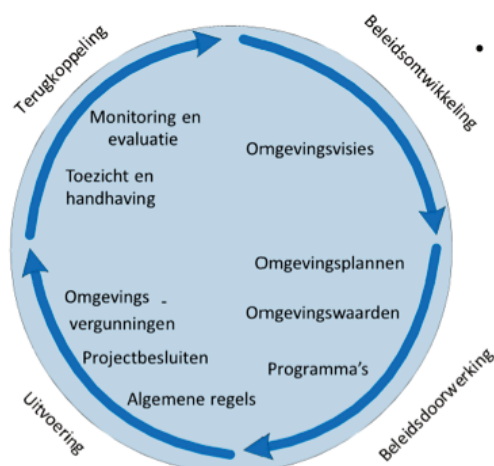 Terugkoppeling
Beleidsontwikkeling
Monitoring en
evaluatie
Omgevingsvisies
Toezicht en
handhaving
Omgevingsplannen
Omgevings -
vergunningen
Omgevingswaarden
Projectbesluiten
Programma's
Algemene regels
Uitvoering
Beleidsdoorwerking